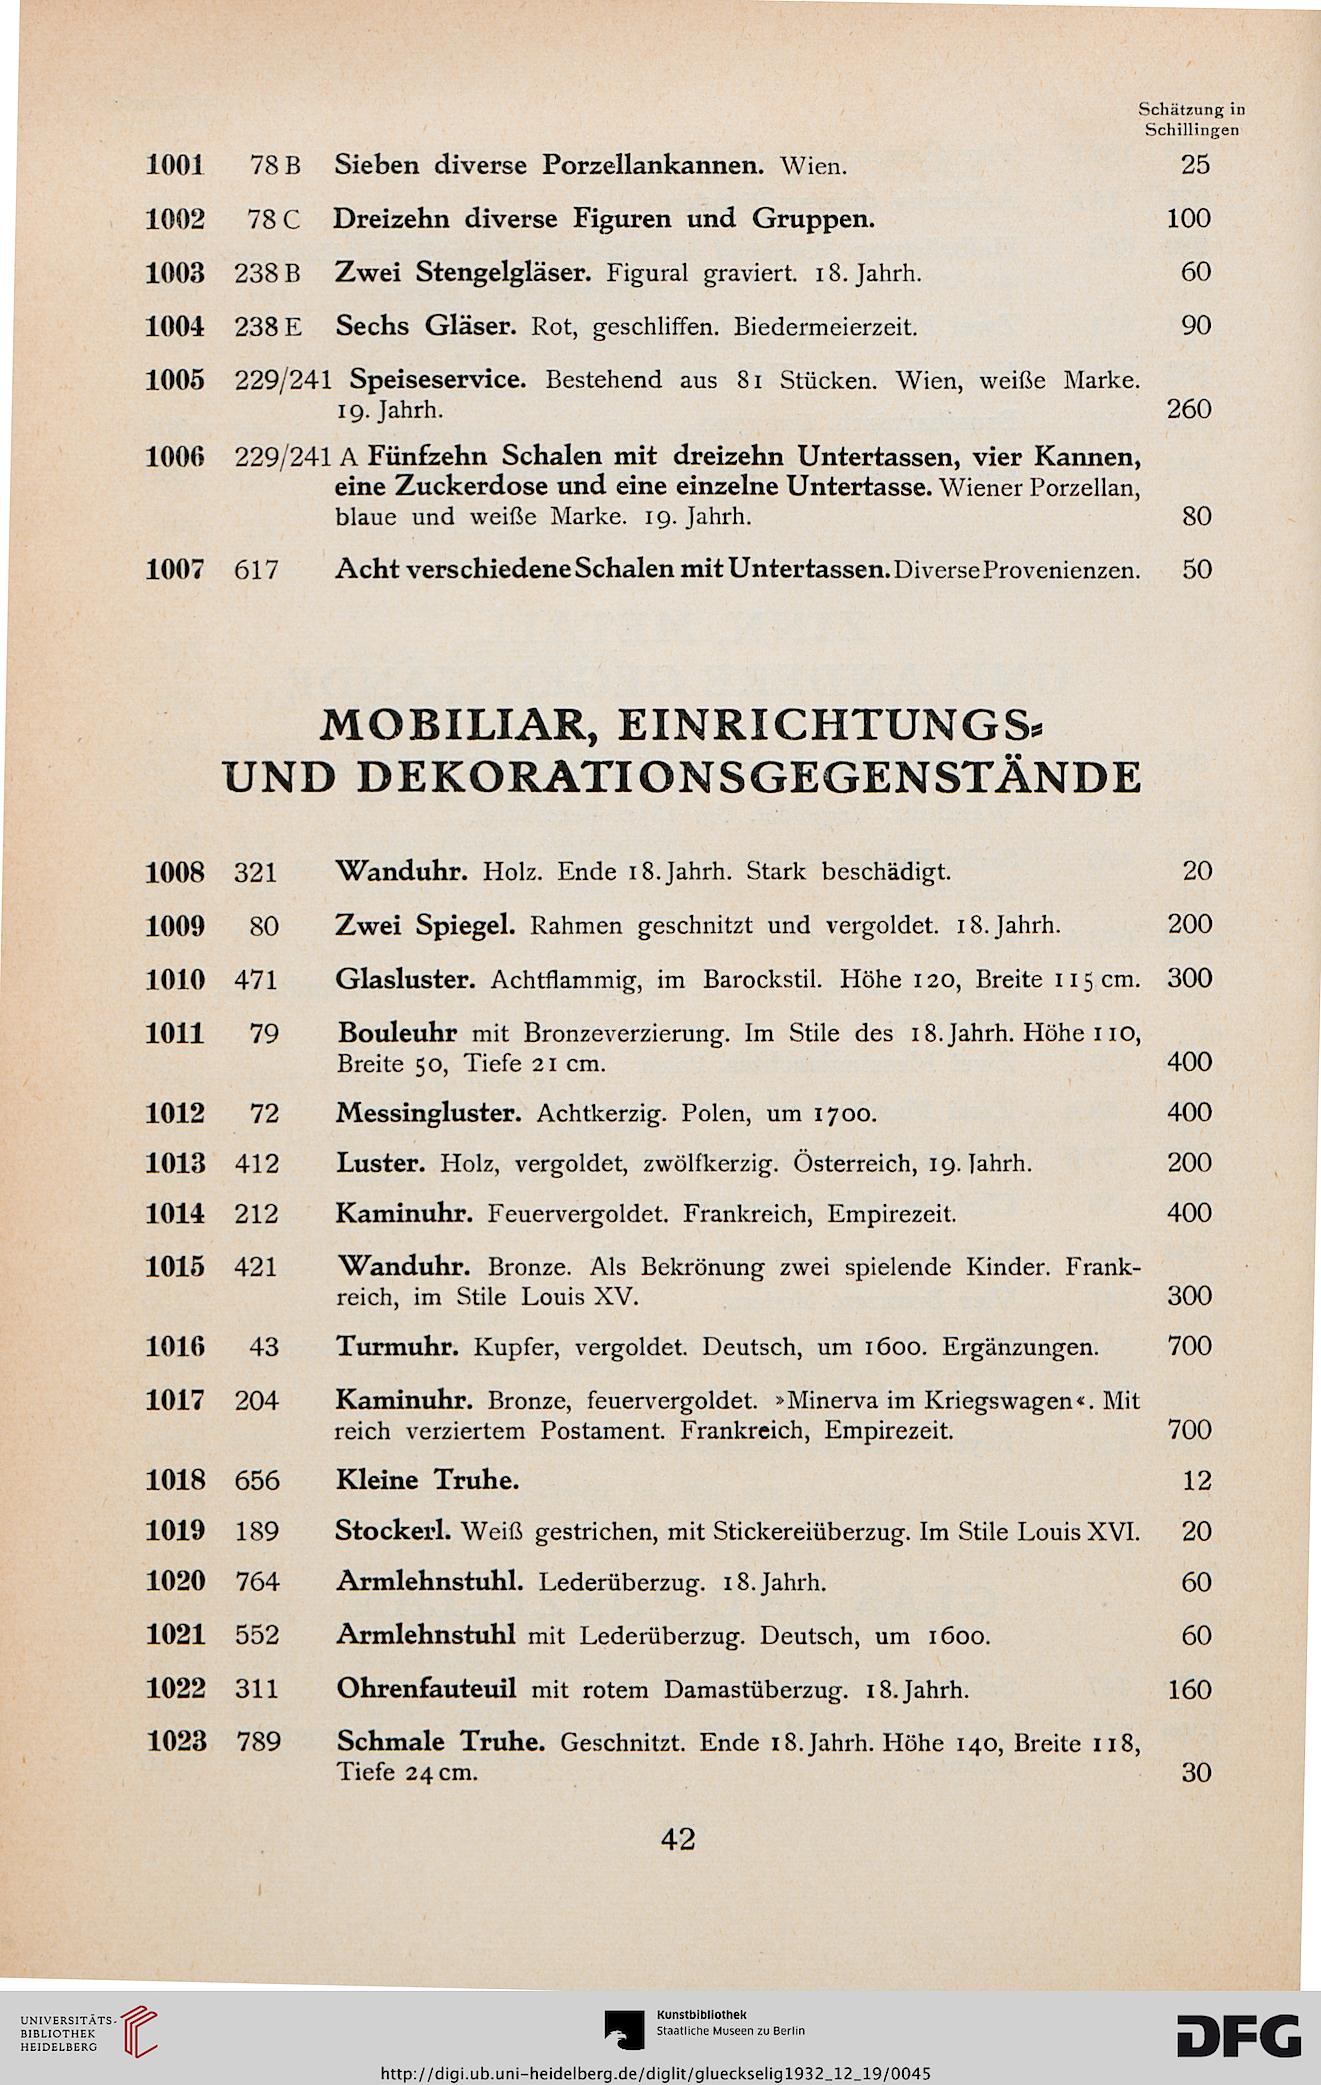 Schätzung in
Schillingen
1001 78 B Sieben diverse Porzellankannen. Wien. 25
1002 78 C Dreizehn diverse Figuren und Gruppen. 100
1003 238 B Zwei Stengelgläser. Figural graviert. 18. Jahrh. 60
1004 238 E Sechs Gläser. Rot, geschliffen. Biedermeierzeit. 90
1005 229/241 Speiseservice. Bestehend aus 81 Stücken. Wien, weiße Marke.
19. Jahrh. 260
1006 229/241 A Fünfzehn Schalen mit dreizehn Untertassen, vier Kannen,
eine Zuckerdose und eine einzelne Untertasse. Wiener Porzellan,
blaue und weiße Marke. 19. Jahrh. 80
1007 617 Acht verschiedene Schalen mit Untertassen. Diverse Provenienzen. 50
MOBILIAR, EINRICHTUNGS-
UND DEKORATIONSGEGENSTÄNDE
1008 321 Wanduhr. Holz. Ende 18. Jahrh. Stark beschädigt. 20
1009 80 Zwei Spiegel. Rahmen geschnitzt und vergoldet. 18. Jahrh. 200
1010 471 Glasluster. Achtflammig, im Barockstil. Höhe 120, Breite 115 cm. 300
1011 79 Bouleuhr mit Bronzeverzierung. Im Stile des 18. Jahrh. Höhe 110,
Breite 50, Tiefe 21 cm. 400
1012 72 Messingluster. Achtkerzig. Polen, um 1700. 400
1013 412 Luster. Holz, vergoldet, zwölfkerzig. Österreich, 19. Jahrh. 200
1014 212 Kaminuhr. Feuervergoldet. Frankreich, Empirezeit. 400
1015 421 Wanduhr. Bronze. Als Bekrönung zwei spielende Kinder. Frank-
reich, im Stile Louis XV. 300
1016 43 Turmuhr. Kupfer, vergoldet. Deutsch, um 1600. Ergänzungen. 700
1017 204 Kaminuhr. Bronze, feuervergoldet. »Minerva im Kriegswagen«. Mit
reich verziertem Postament. Frankreich, Empirezeit. 700
1018 656 Kleine Truhe. 12
1019 189 Stockerl. Weiß gestrichen, mit Stickereiüberzug. Im Stile Louis XVI. 20
1020 764 Armlehnstuhl. Lederüberzug. 18. Jahrh. 60
1021 552 Armlehnstuhl mit Lederüberzug. Deutsch, um 1600. 60
1022 311 Ohrenfauteuil mit rotem Damastüberzug. 18. Jahrh. 160
1023 789 Schmale Truhe. Geschnitzt. Ende 18. Jahrh. Höhe 140, Breite 118,
Tiefe 24 cm. 30
42
UNIVERSITÄTS-
BIBLIOTHEK
HEIDELBERG
Kunstbibliothek
Staatliche Museen zu Berlin
DFG
http://digi.ub.uni-heidelberg.de/diglit/glueckselig1932_12_19/0045